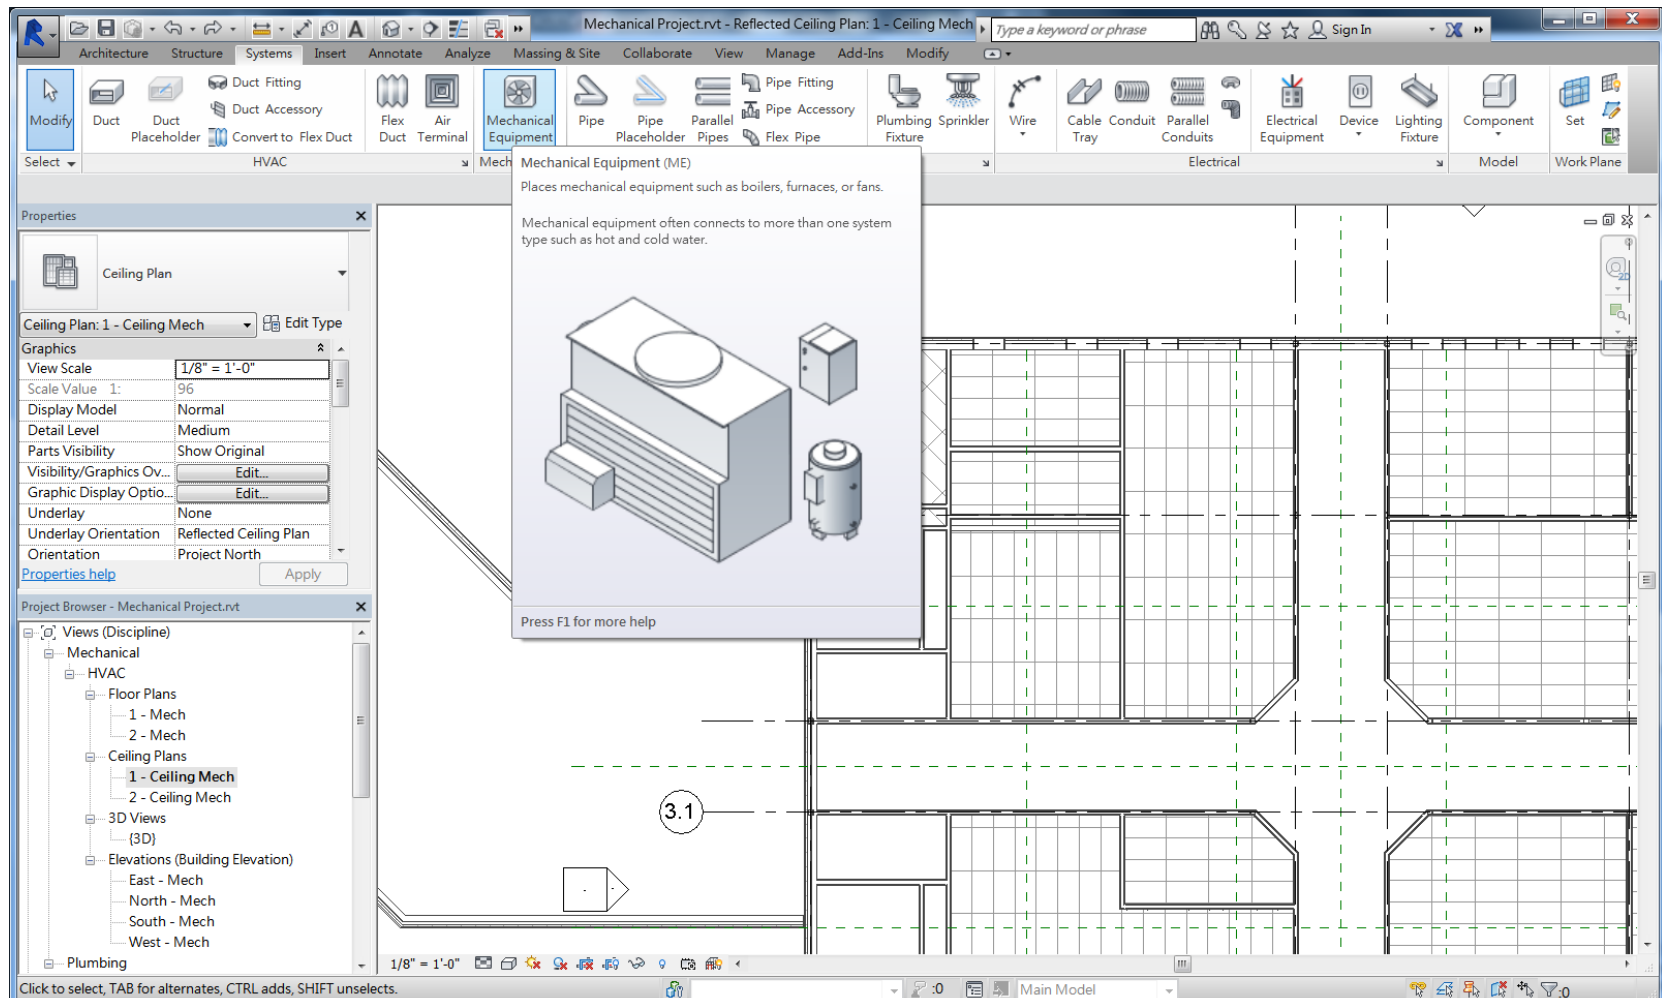 Mechanical Project.rvt - Reflected Ceiling Plan: 1 - Ceiling Mech
Type a keyword or phrase
Sign In
Architecture Structure Systems Insert Annotate Analyze Massing & Site Collaborate View Manage Add-Ins Modify
Modify
Duct
Duct Placeholder
Duct Fitting
Duct Accessory
Convert to Flex Duct
Flex Duct
Air Terminal
Mechanical Equipment
Pipe
Pipe Placeholder
Parallel Pipes
Pipe Fitting
Pipe Accessory
Flex Pipe
Plumbing Fixture
Sprinkler
Wire
Cable Tray
Conduit
Parallel Conduits
Electrical Equipment
Device
Lighting Fixture
Component
Set
Select
HVAC
Mech
Electrical
Model
Work Plane
Mechanical Equipment (ME)
Places mechanical equipment such as boilers, furnaces, or fans.
Mechanical equipment often connects to more than one system
type such as hot and cold water.
Press F1 for more help
Properties
Ceiling Plan
Ceiling Plan: 1 - Ceiling Mech
Edit Type
Graphics
View Scale 1/8" = 1'-0"
Scale Value 1: 96
Display Model Normal
Detail Level Medium
Parts Visibility Show Original
Visibility/Graphics Ov... Edit...
Graphic Display Optio... Edit...
Underlay None
Underlay Orientation Reflected Ceiling Plan
Orientation Project North
Properties help
Apply
Project Browser - Mechanical Project.rvt
Views (Discipline)
Mechanical
HVAC
Floor Plans
1 - Mech
2 - Mech
Ceiling Plans
1 - Ceiling Mech
2 - Ceiling Mech
3D Views
{3D}
Elevations (Building Elevation)
East - Mech
North - Mech
South - Mech
West - Mech
Plumbing
3.1
2D
1/8" = 1'-0"
Click to select, TAB for alternates, CTRL adds, SHIFT unselects.
:0
Main Model
:0